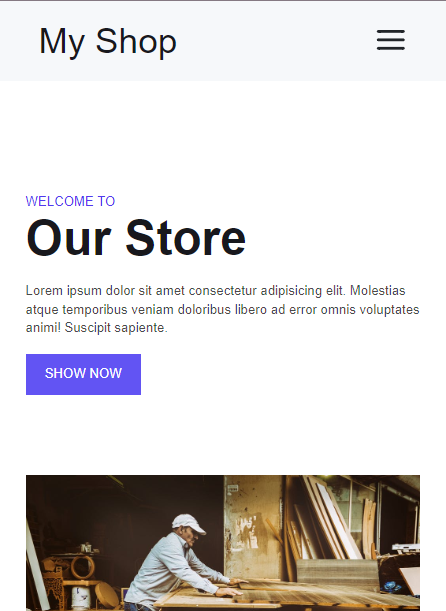 My Shop
WELCOME TO
Our Store
Lorem ipsum dolor sit amet consectetur adipisicing elit. Molestias
atque temporibus veniam doloribus libero ad error omnis voluptates
animi! Suscipit sapiente.
SHOW NOW